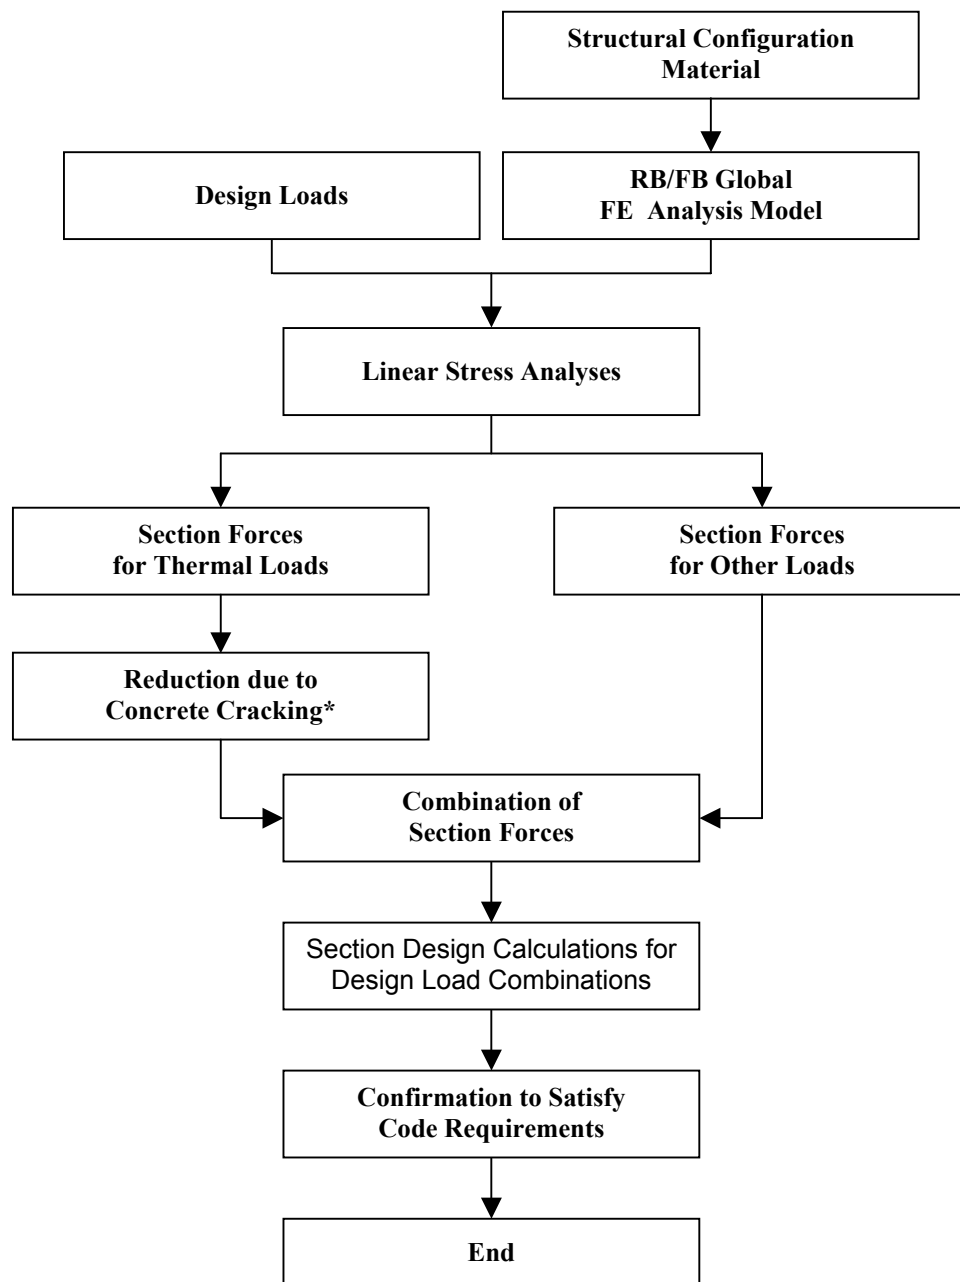 Structural Configuration
Material
Design Loads
RB/FB Global
FE  Analysis Model
Linear Stress Analyses
Section Forces
for Thermal Loads
Section Forces
for Other Loads
Reduction due to
Concrete Cracking*
Combination of
Section Forces
Section Design Calculations for
Design Load Combinations
Confirmation to Satisfy
Code Requirements
End